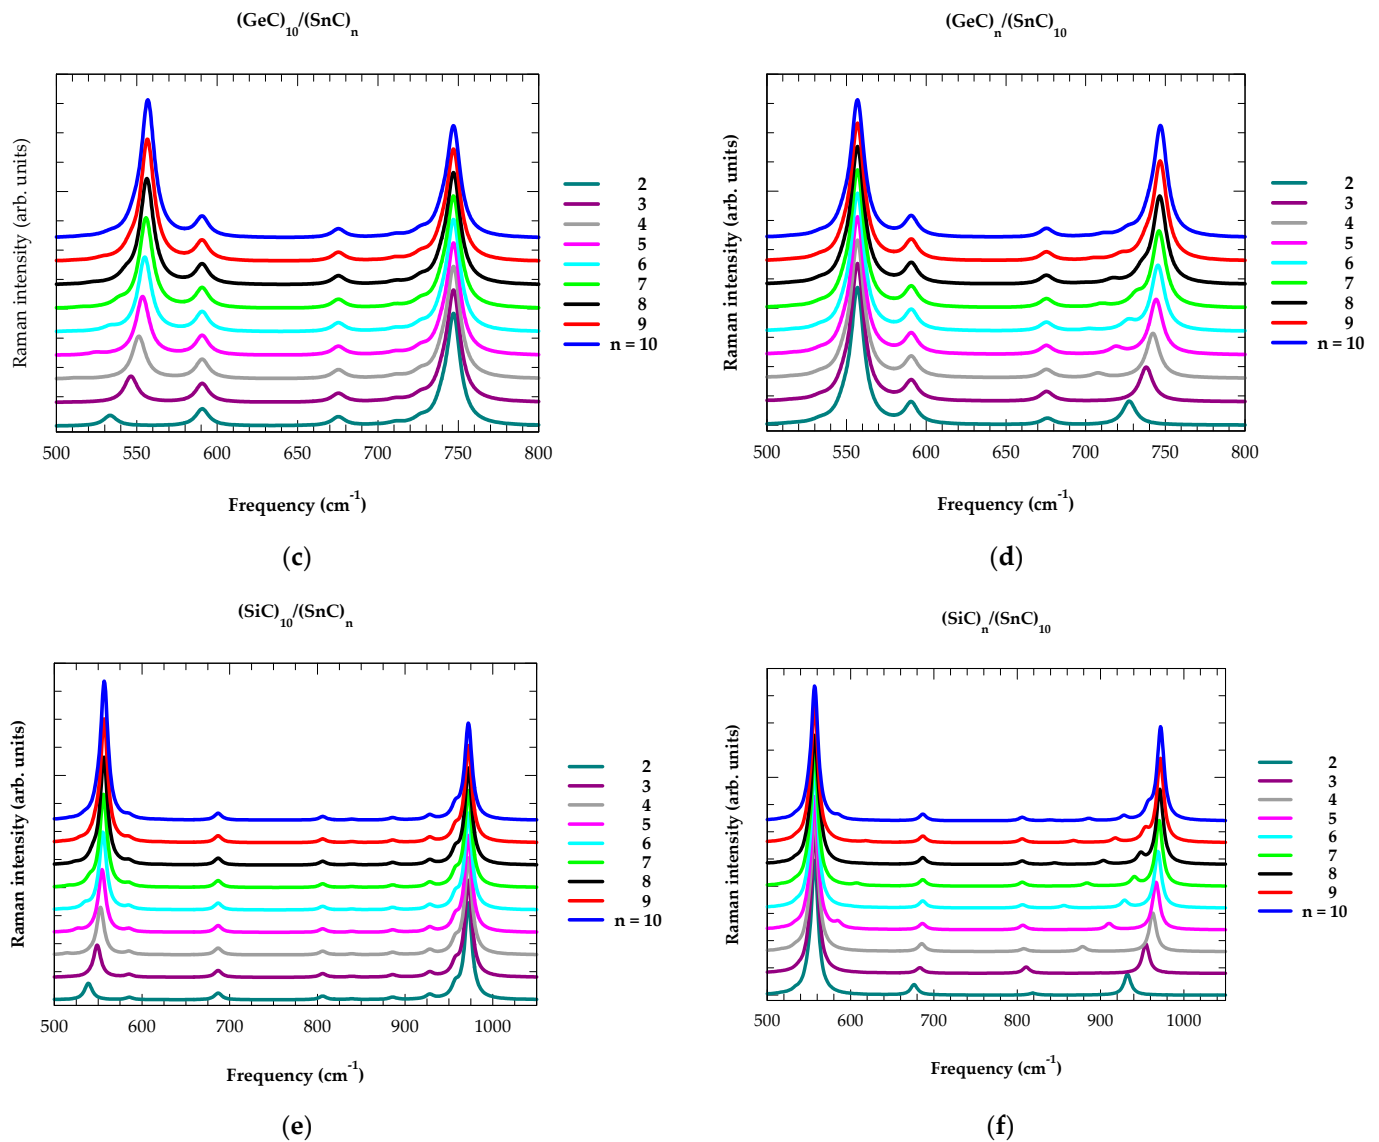 (GeC)10/(SnC)n
Raman intensity (arb. units)
500 550 600 650 700 750 800
Frequency (cm-1)
2
3
4
5
6
7
8
9
n = 10
(c)
(GeC)n/(SnC)10
Raman intensity (arb. units)
500 550 600 650 700 750 800
Frequency (cm-1)
2
3
4
5
6
7
8
9
n = 10
(d)
(SiC)10/(SnC)n
Raman intensity (arb. units)
500 600 700 800 900 1000
Frequency (cm-1)
2
3
4
5
6
7
8
9
n = 10
(e)
(SiC)n/(SnC)10
Raman intensity (arb. units)
500 600 700 800 900 1000
Frequency (cm-1)
2
3
4
5
6
7
8
9
n = 10
(f)